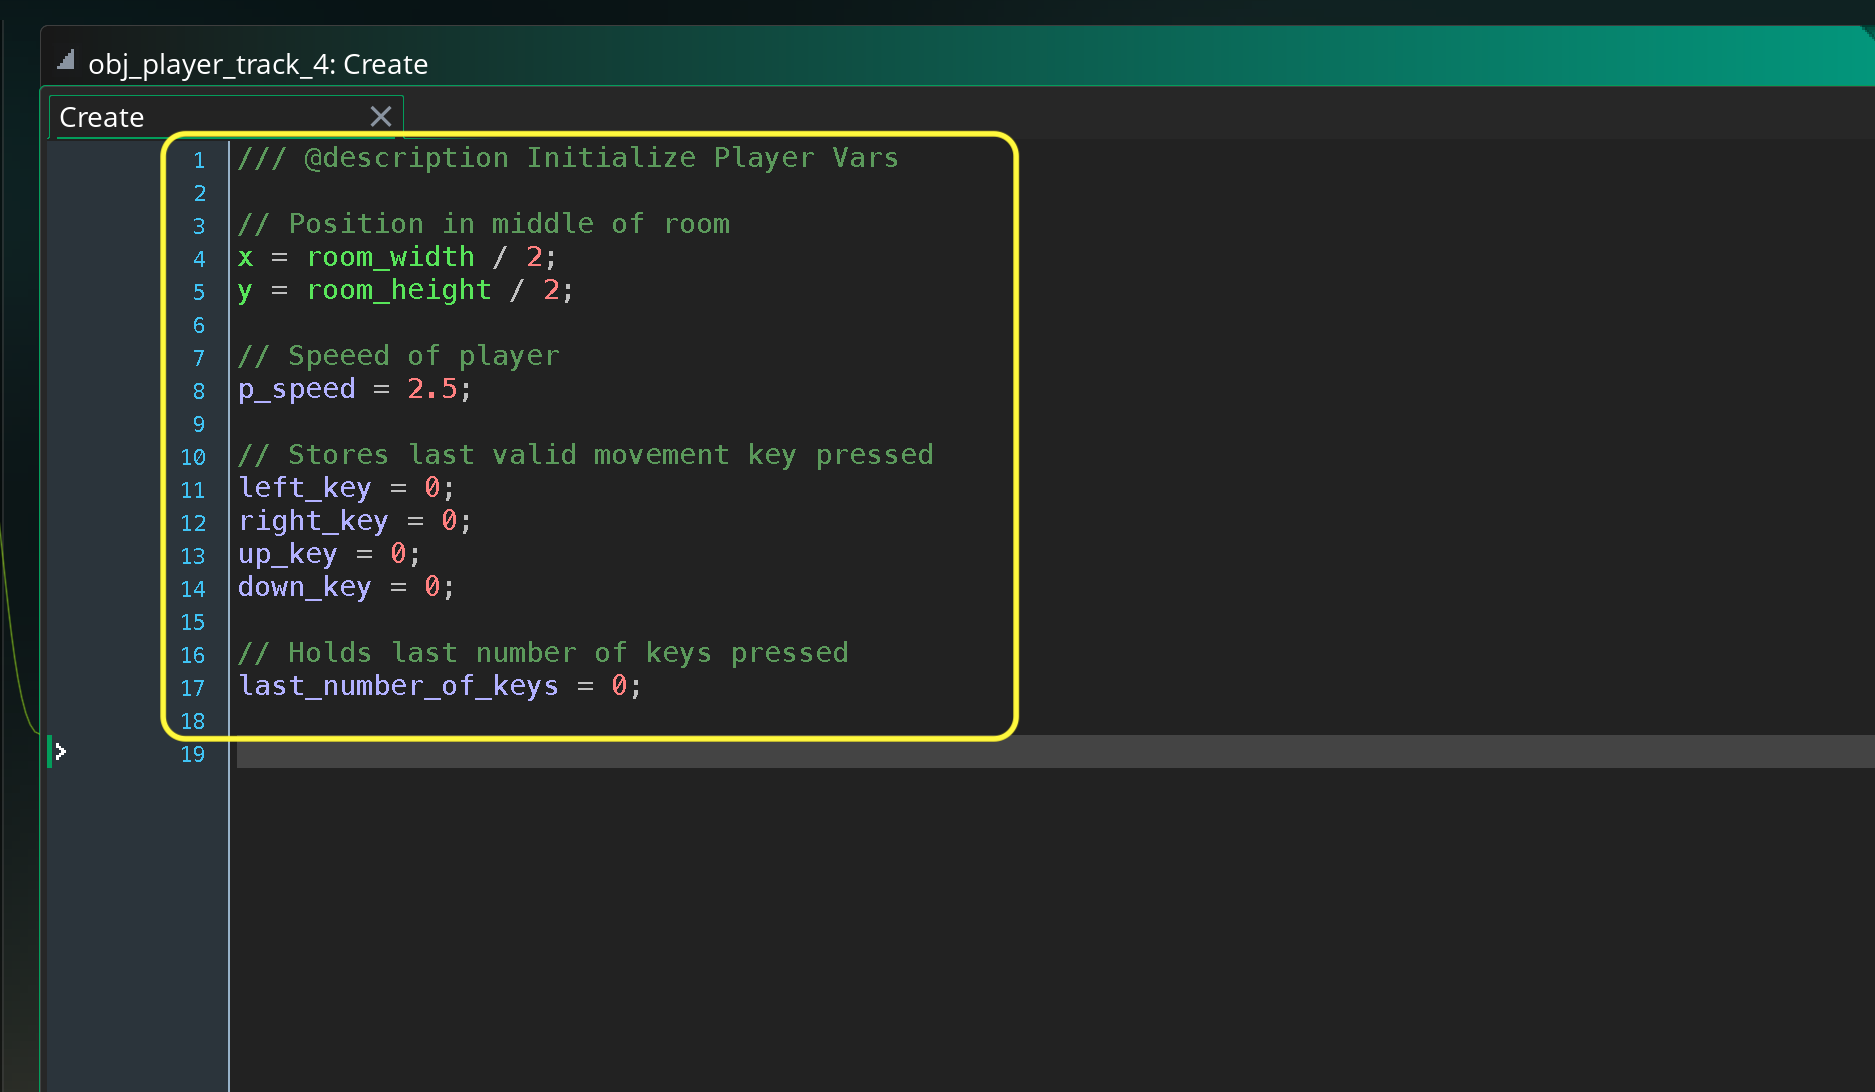 obj_player_track_4: Create
Create
1 /// @description Initialize Player Vars
2
3 // Position in middle of room
4 x = room_width / 2;
5 y = room_height / 2;
6
7 // Speeed of player
8 p_speed = 2.5;
9
10 // Stores last valid movement key pressed
11 left_key = 0;
12 right_key = 0;
13 up_key = 0;
14 down_key = 0;
15
16 // Holds last number of keys pressed
17 last_number_of_keys = 0;
18
19